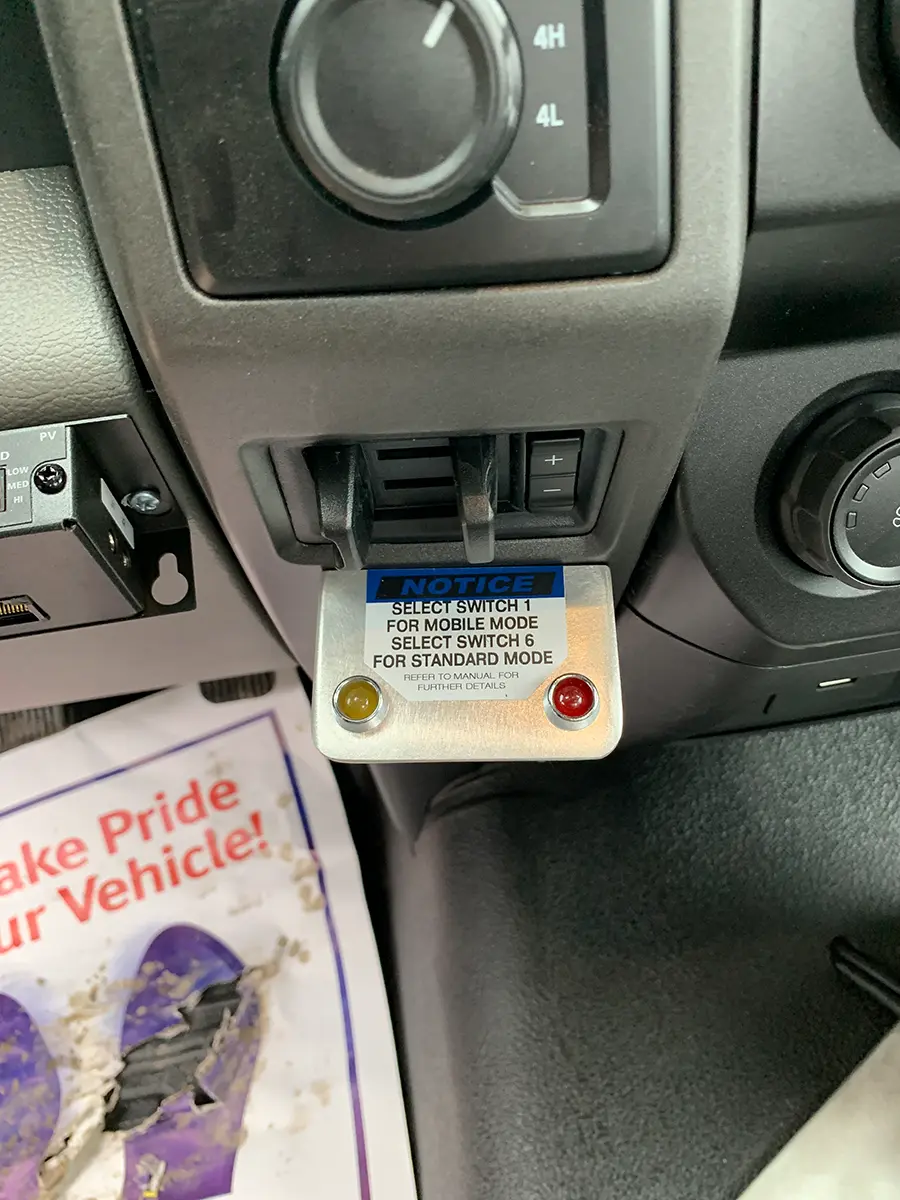 4H
4L
PV
D
LOW
MED
HI
+
−
NOTICE
SELECT SWITCH 1
FOR MOBILE MODE
SELECT SWITCH 6
FOR STANDARD MODE
REFER TO MANUAL FOR
FURTHER DETAILS
ake Pride
ur Vehicle!